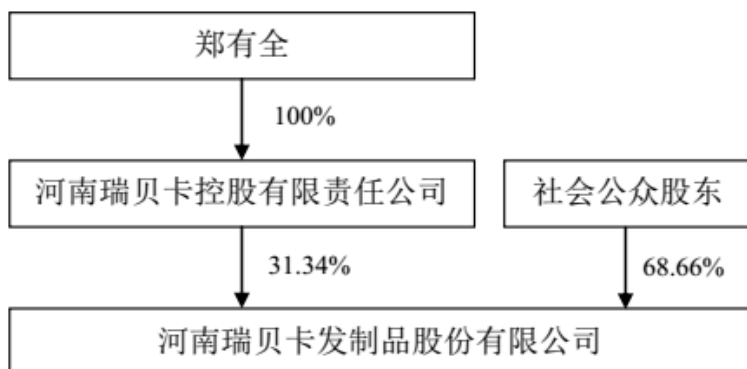 郑有全
100%
河南瑞贝卡控股有限责任公司
社会公众股东
31.34%
68.66%
河南瑞贝卡发制品股份有限公司